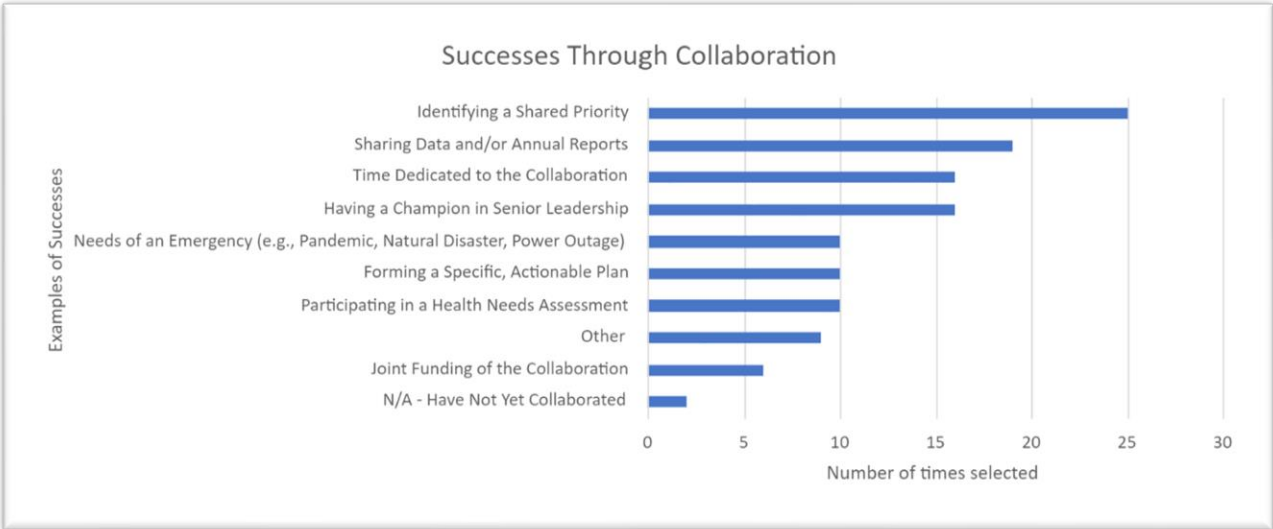 Successes Through Collaboration
Examples of Successes
Identifying a Shared Priority
Sharing Data and/or Annual Reports
Time Dedicated to the Collaboration
Having a Champion in Senior Leadership
Needs of an Emergency (e.g., Pandemic, Natural Disaster, Power Outage)
Forming a Specific, Actionable Plan
Participating in a Health Needs Assessment
Other
Joint Funding of the Collaboration
N/A - Have Not Yet Collaborated
0 5 10 15 20 25 30
Number of times selected